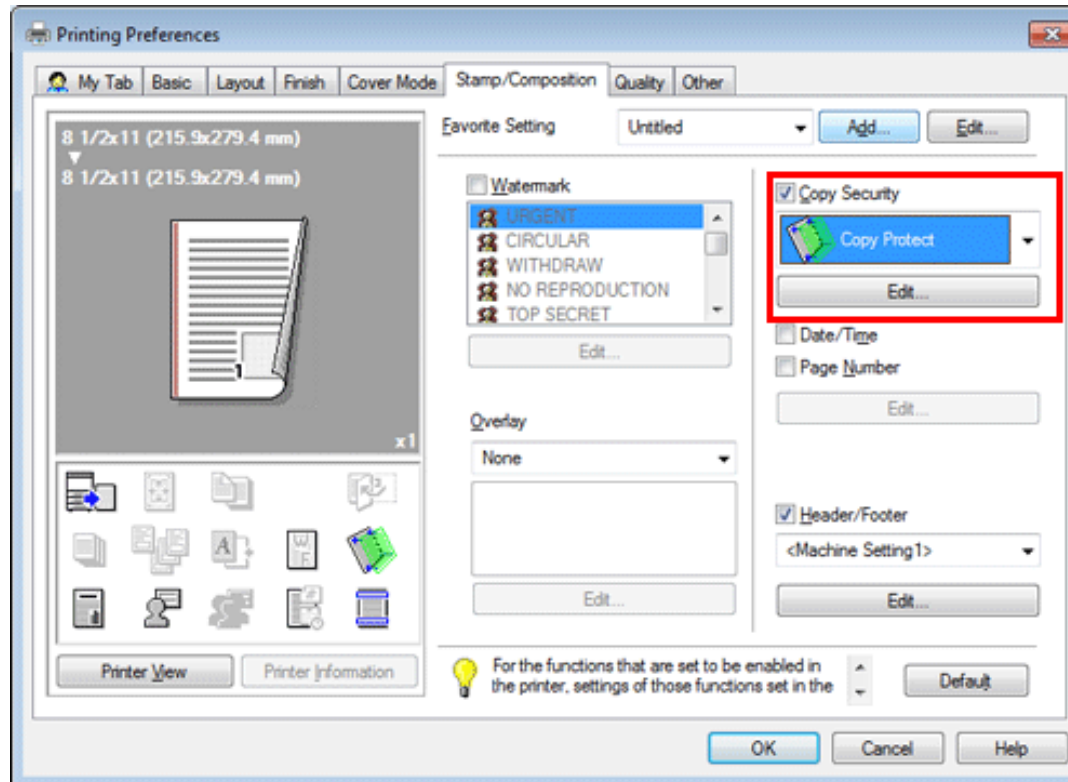 Printing Preferences
My Tab
Basic
Layout
Finish
Cover Mode
Stamp/Composition
Quality
Other
8 1/2x11 (215.9x279.4 mm)
8 1/2x11 (215.9x279.4 mm)
1
x1
Printer View
Printer Information
Favorite Setting
Untitled
Add...
Edit...
Watermark
URGENT
CIRCULAR
WITHDRAW
NO REPRODUCTION
TOP SECRET
Edit...
Overlay
None
Edit...
Copy Security
Copy Protect
Edit...
Date/Time
Page Number
Edit...
Header/Footer
<Machine Setting1>
Edit...
For the functions that are set to be enabled in
the printer, settings of those functions set in the
Default
OK
Cancel
Help